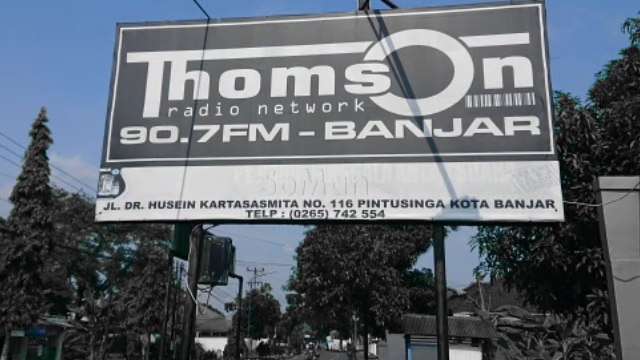 ThomsOn
radio network
90.7FM - BANJAR
SoMan
JL. DR. HUSEIN KARTASASMITA NO. 116 PINTUSINGA KOTA BANJAR
TELP : (0265) 742 554